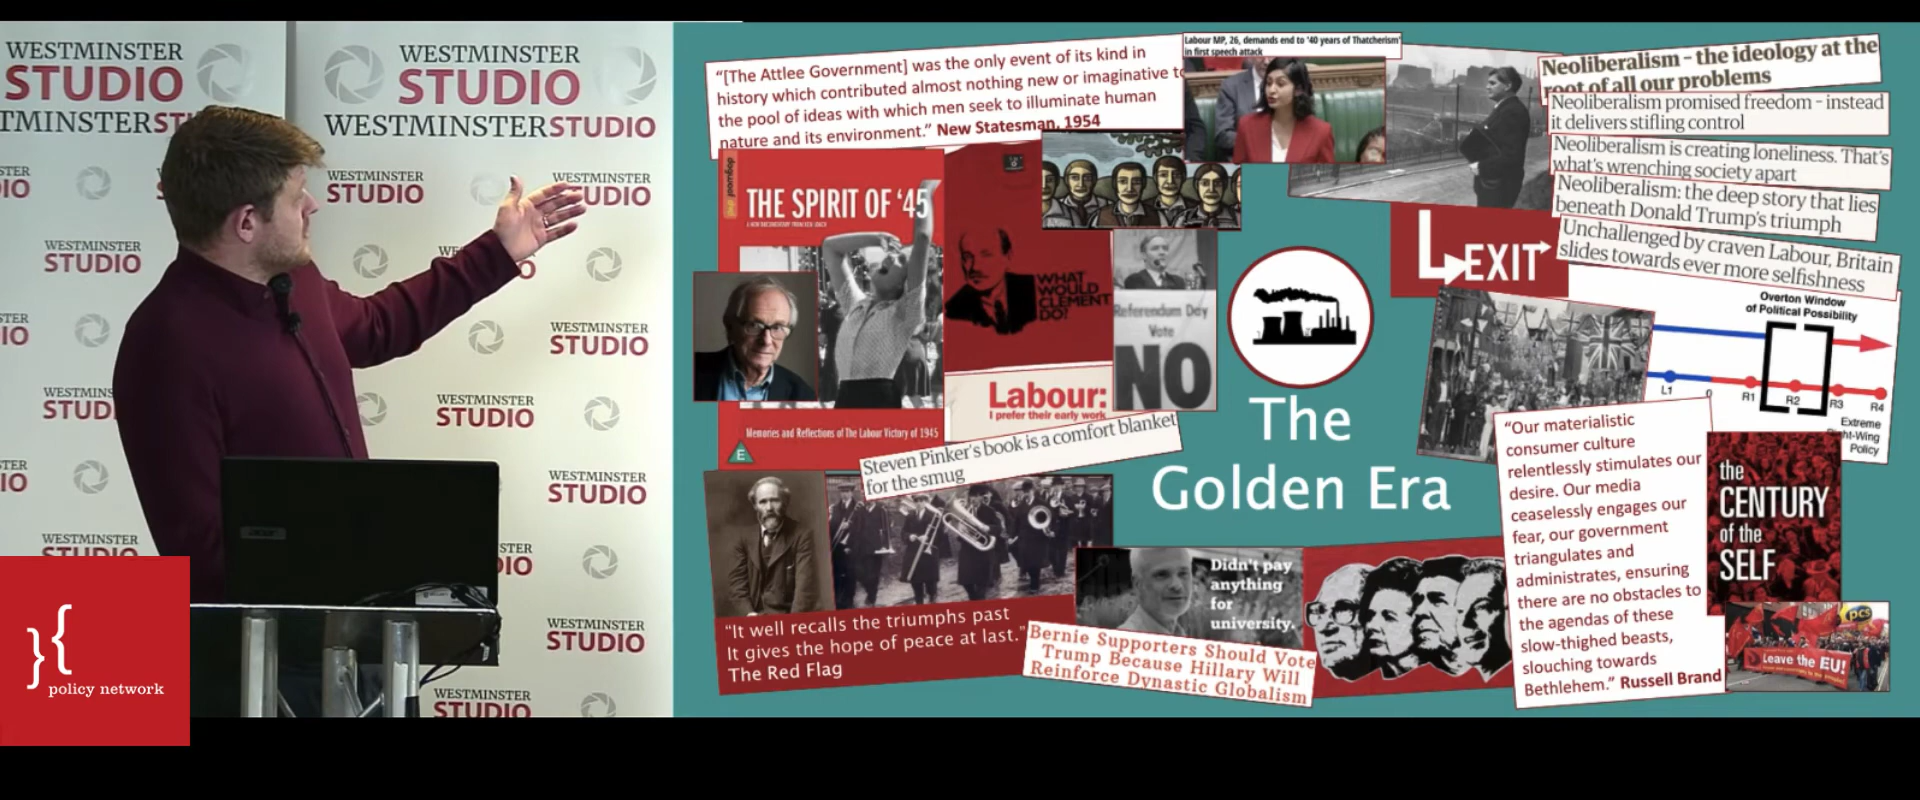 WESTMINSTER
STUDIO
WESTMINSTER
STUDIO
WESTMINSTERSTUDIO
STUDIO
WESTMINSTER
STUDIO
WESTMINSTER
STUDIO
WESTMINSTER
STUDIO
WESTMINSTER
STUDIO
WESTMINSTER
STUDIO
WESTMINSTER
STUDIO
WESTMINSTER
STUDIO
WESTMINSTER
STUDIO
WESTMINSTER
STUDIO
acer
policy network
“[The Attlee Government] was the only event of its kind in
history which contributed almost nothing new or imaginative to
the pool of ideas with which men seek to illuminate human
nature and its environment.” New Statesman, 1954
Labour MP, 26, demands end to '40 years of Thatcherism'
in first speech attack
Neoliberalism – the ideology at the
root of all our problems
Neoliberalism promised freedom – instead
it delivers stifling control
Neoliberalism is creating loneliness. That's
what's wrenching society apart
Neoliberalism: the deep story that lies
beneath Donald Trump's triumph
Unchallenged by craven Labour, Britain
slides towards ever more selfishness
dogwoof
THE SPIRIT OF ‘45
Memories and Reflections of The Labour Victory of 1945
E
WHAT
WOULD
CLEMENT
DO?
Labour:
I prefer their early work
Referendum Day
Vote
NO
LEXIT
Overton Window
of Political Possibility
L1
0
R1
R2
R3
R4
Extreme
Policy
The
Golden Era
Steven Pinker's book is a comfort blanket
for the smug
“It well recalls the triumphs past
It gives the hope of peace at last.”
The Red Flag
Didn't pay
anything
for
university.
Bernie Supporters Should Vote
Trump Because Hillary Will
Reinforce Dynastic Globalism
“Our materialistic
consumer culture
relentlessly stimulates our
desire. Our media
ceaselessly engages our
fear, our government
triangulates and
administrates, ensuring
there are no obstacles to
the agendas of these
slow-thighed beasts,
slouching towards
Bethlehem.” Russell Brand
the
CENTURY
of the
SELF
pcs
Leave the EU!